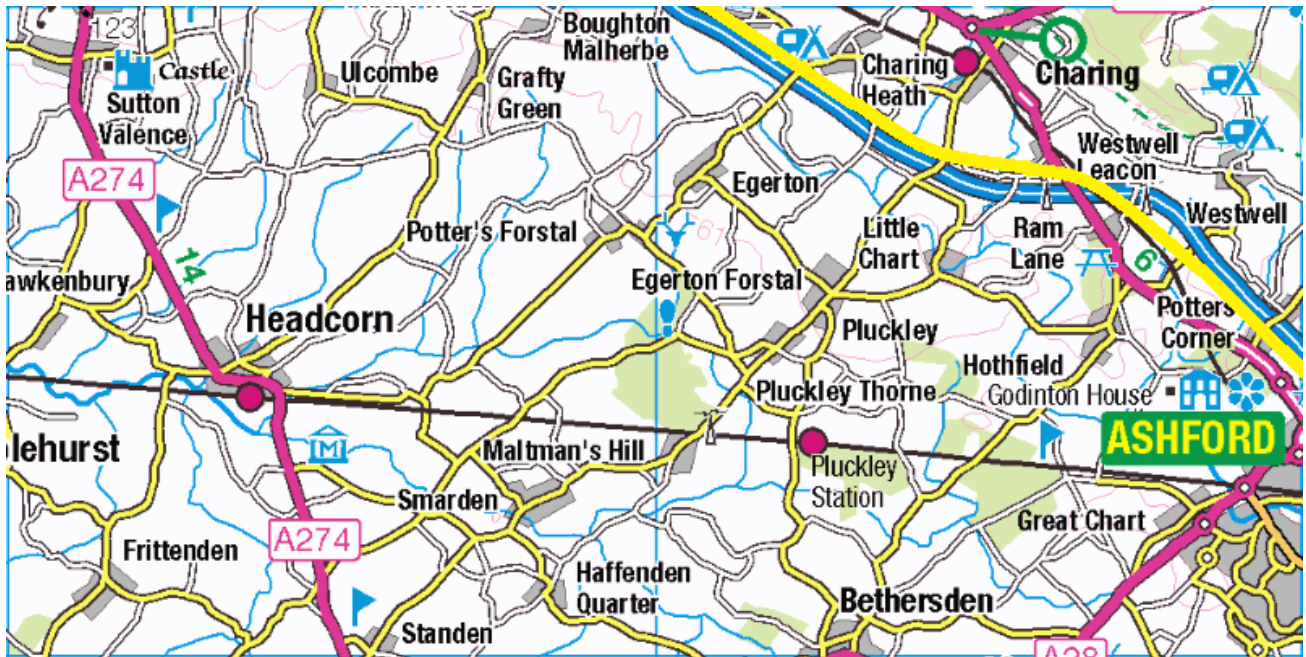 123
Castle
Sutton
Valence
Ulcombe
Grafty
Green
Boughton
Malherbe
Charing
Heath
Charing
Westwell
Leacon
Westwell
A274
Egerton
Potter's Forstal
61
Little
Chart
Ram
Lane
14
6
awkenbury
Egerton Forstal
Headcorn
Pluckley
Potters
Corner
Hothfield
Godinton House
Pluckley Thorne
ASHFORD
lehurst
M
Maltman's Hill
Pluckley
Station
Smarden
Great Chart
A274
Frittenden
Haffenden
Quarter
Bethersden
Standen
A28